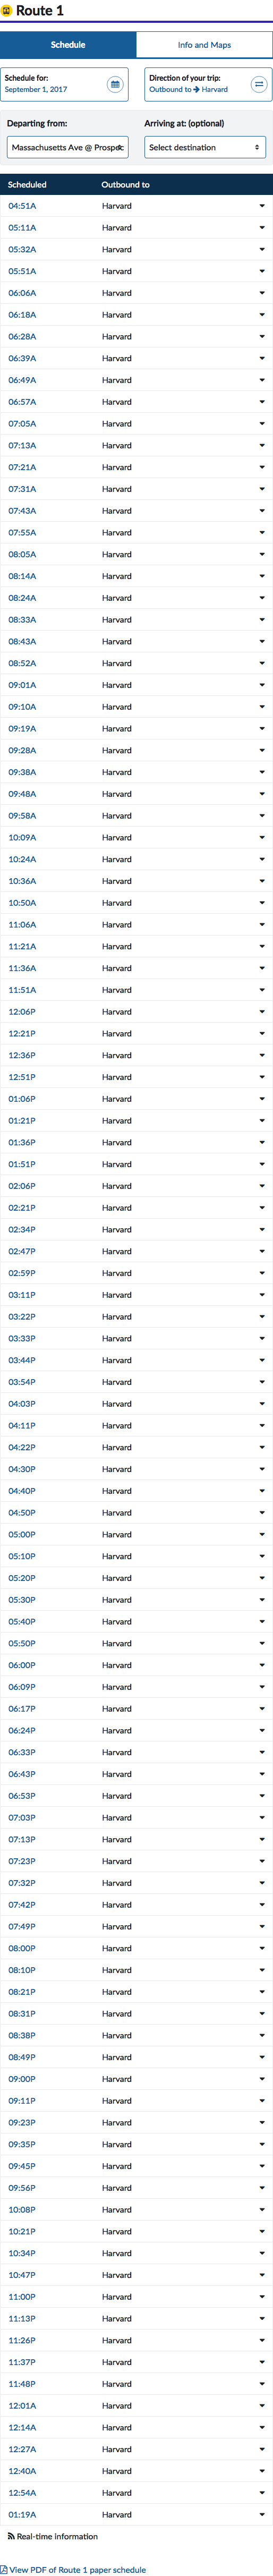 Route 1
Schedule Info and Maps
Schedule for: Direction of your trip:
September 1, 2017 Outbound to Harvard
Departing from: Arriving at: (optional)
Massachusetts Ave @ Prospec Select destination
Scheduled Outbound to
04:51A Harvard
05:11A Harvard
05:32A Harvard
05:51A Harvard
06:06A Harvard
06:18A Harvard
06:28A Harvard
06:39A Harvard
06:49A Harvard
06:57A Harvard
07:05A Harvard
07:13A Harvard
07:21A Harvard
07:31A Harvard
07:43A Harvard
07:55A Harvard
08:05A Harvard
08:14A Harvard
08:24A Harvard
08:33A Harvard
08:43A Harvard
08:52A Harvard
09:01A Harvard
09:10A Harvard
09:19A Harvard
09:28A Harvard
09:38A Harvard
09:48A Harvard
09:58A Harvard
10:09A Harvard
10:24A Harvard
10:36A Harvard
10:50A Harvard
11:06A Harvard
11:21A Harvard
11:36A Harvard
11:51A Harvard
12:06P Harvard
12:21P Harvard
12:36P Harvard
12:51P Harvard
01:06P Harvard
01:21P Harvard
01:36P Harvard
01:51P Harvard
02:06P Harvard
02:21P Harvard
02:34P Harvard
02:47P Harvard
02:59P Harvard
03:11P Harvard
03:22P Harvard
03:33P Harvard
03:44P Harvard
03:54P Harvard
04:03P Harvard
04:11P Harvard
04:22P Harvard
04:30P Harvard
04:40P Harvard
04:50P Harvard
05:00P Harvard
05:10P Harvard
05:20P Harvard
05:30P Harvard
05:40P Harvard
05:50P Harvard
06:00P Harvard
06:09P Harvard
06:17P Harvard
06:24P Harvard
06:33P Harvard
06:43P Harvard
06:53P Harvard
07:03P Harvard
07:13P Harvard
07:23P Harvard
07:32P Harvard
07:42P Harvard
07:49P Harvard
08:00P Harvard
08:10P Harvard
08:21P Harvard
08:31P Harvard
08:38P Harvard
08:49P Harvard
09:00P Harvard
09:11P Harvard
09:23P Harvard
09:35P Harvard
09:45P Harvard
09:56P Harvard
10:08P Harvard
10:21P Harvard
10:34P Harvard
10:47P Harvard
11:00P Harvard
11:13P Harvard
11:26P Harvard
11:37P Harvard
11:48P Harvard
12:01A Harvard
12:14A Harvard
12:27A Harvard
12:40A Harvard
12:54A Harvard
01:19A Harvard
Real-time information
View PDF of Route 1 paper schedule